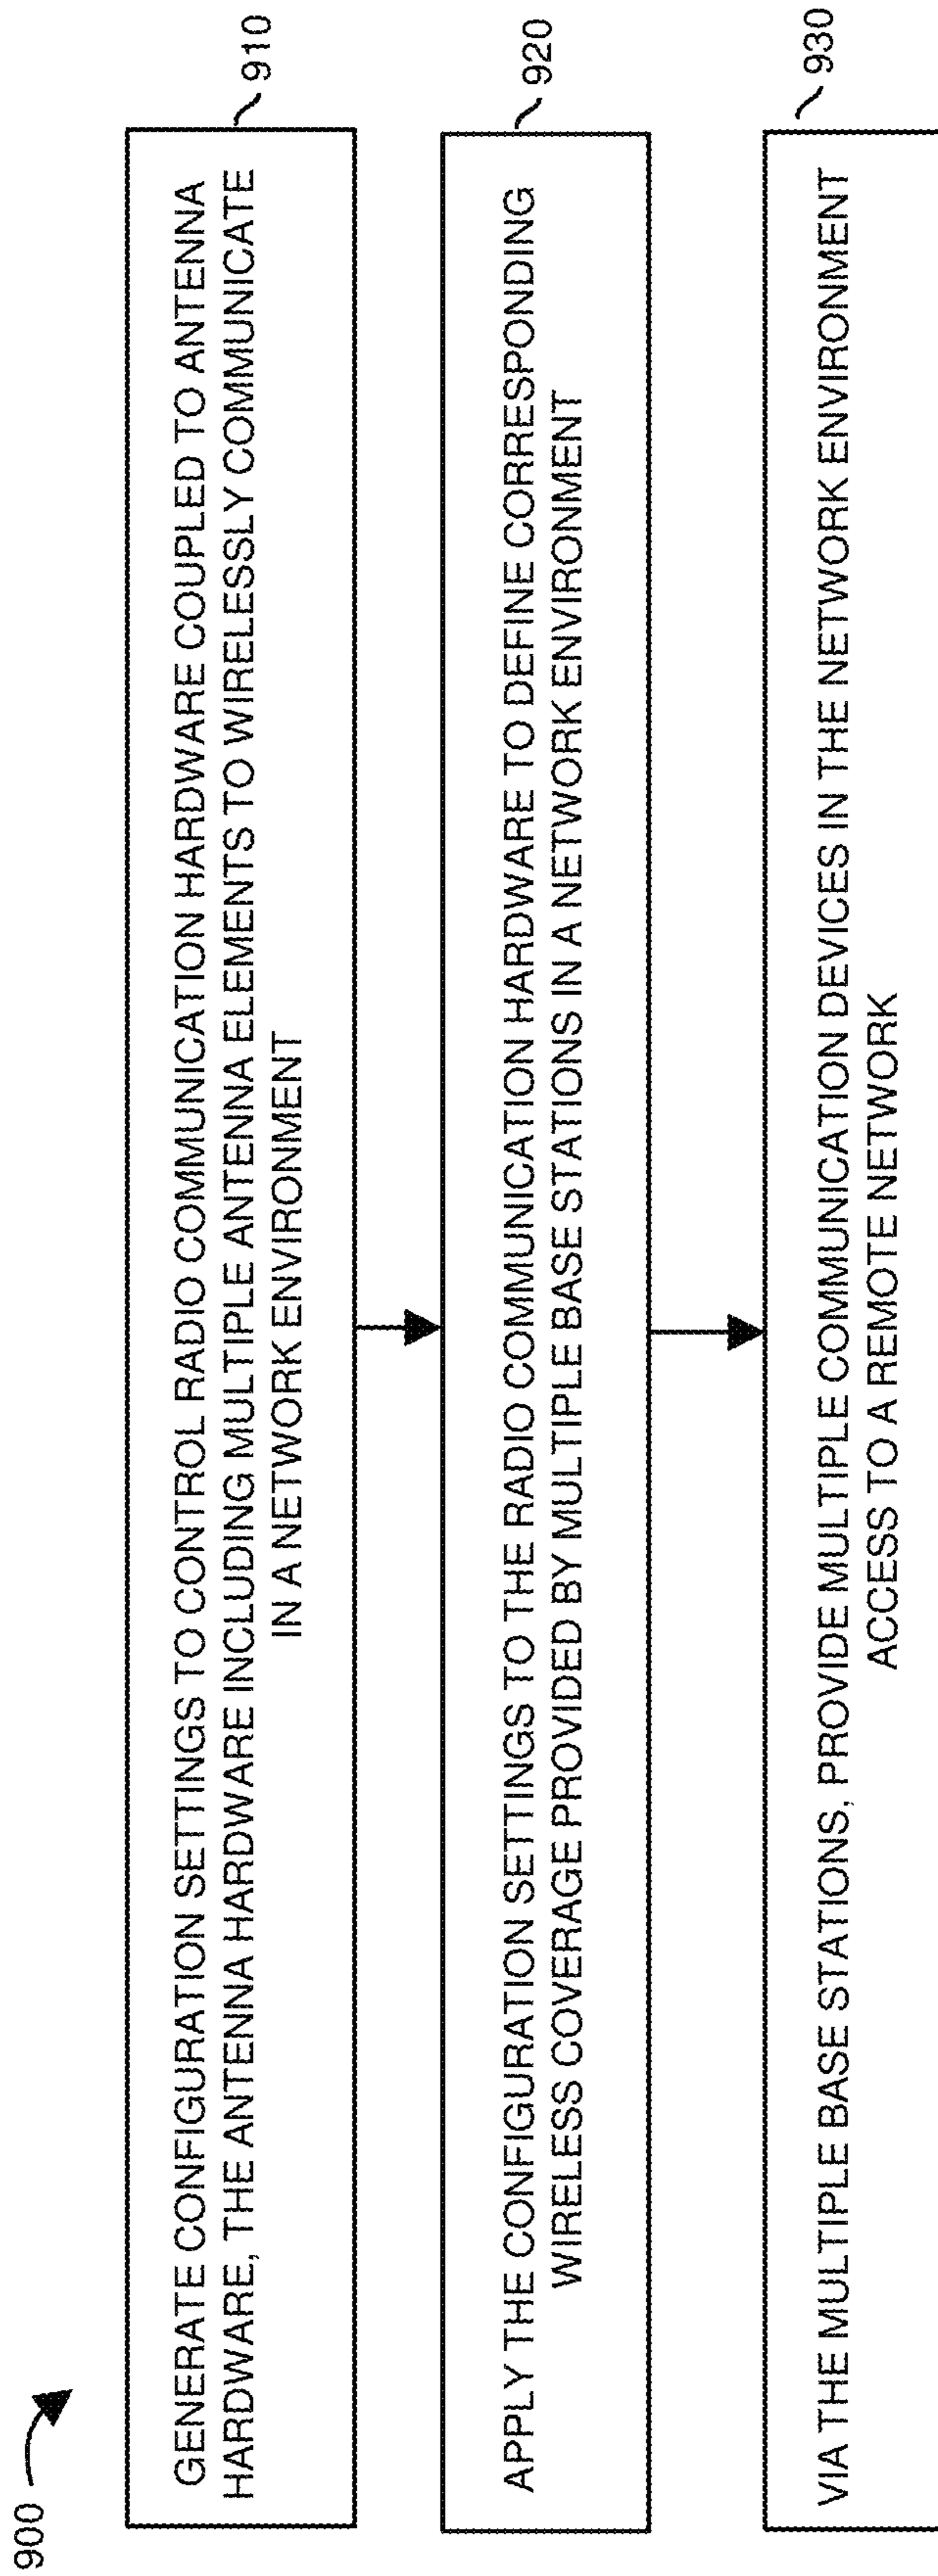 900
GENERATE CONFIGURATION SETTINGS TO CONTROL RADIO COMMUNICATION HARDWARE COUPLED TO ANTENNA
HARDWARE, THE ANTENNA HARDWARE INCLUDING MULTIPLE ANTENNA ELEMENTS TO WIRELESSLY COMMUNICATE
IN A NETWORK ENVIRONMENT
910
APPLY THE CONFIGURATION SETTINGS TO THE RADIO COMMUNICATION HARDWARE TO DEFINE CORRESPONDING
WIRELESS COVERAGE PROVIDED BY MULTIPLE BASE STATIONS IN A NETWORK ENVIRONMENT
920
VIA THE MULTIPLE BASE STATIONS, PROVIDE MULTIPLE COMMUNICATION DEVICES IN THE NETWORK ENVIRONMENT
ACCESS TO A REMOTE NETWORK
930